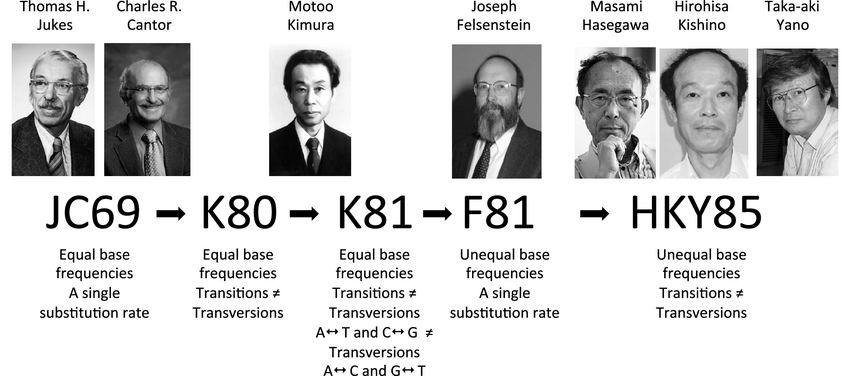 Thomas H.
Jukes
Charles R.
Cantor
Motoo
Kimura
Joseph
Felsenstein
Masami
Hasegawa
Hirohisa
Kishino
Taka-aki
Yano
JC69 ➡ K80 ➡ K81 ➡ F81 ➡ HKY85
Equal base
frequencies
A single
substitution rate
Equal base
frequencies
Transitions ≠
Transversions
Equal base
frequencies
Transitions ≠
Transversions
A↔T and C↔G ≠
Transversions
A↔C and G↔T
Unequal base
frequencies
A single
substitution rate
Unequal base
frequencies
Transitions ≠
Transversions